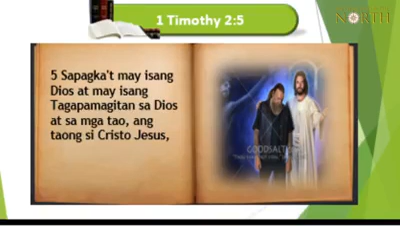 1 Timothy 2:5
NORTH
5 Sapagka't may isang
Dios at may isang
Tagapamagitan sa Dios
at sa mga tao, ang
taong si Cristo Jesus,
GOODSALT